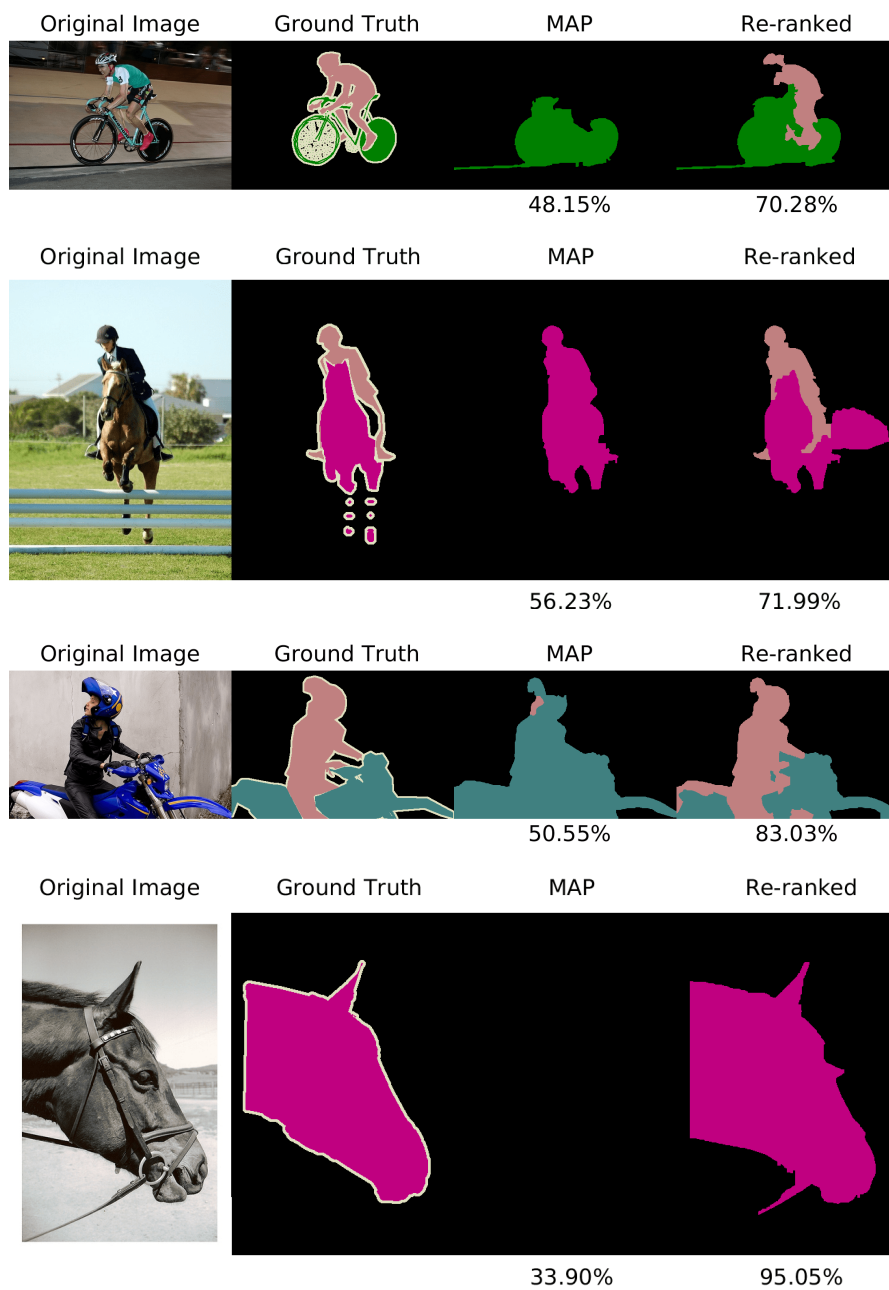 Original Image Ground Truth MAP Re-ranked
48.15% 70.28%
Original Image Ground Truth MAP Re-ranked
56.23% 71.99%
Original Image Ground Truth MAP Re-ranked
50.55% 83.03%
Original Image Ground Truth MAP Re-ranked
33.90% 95.05%